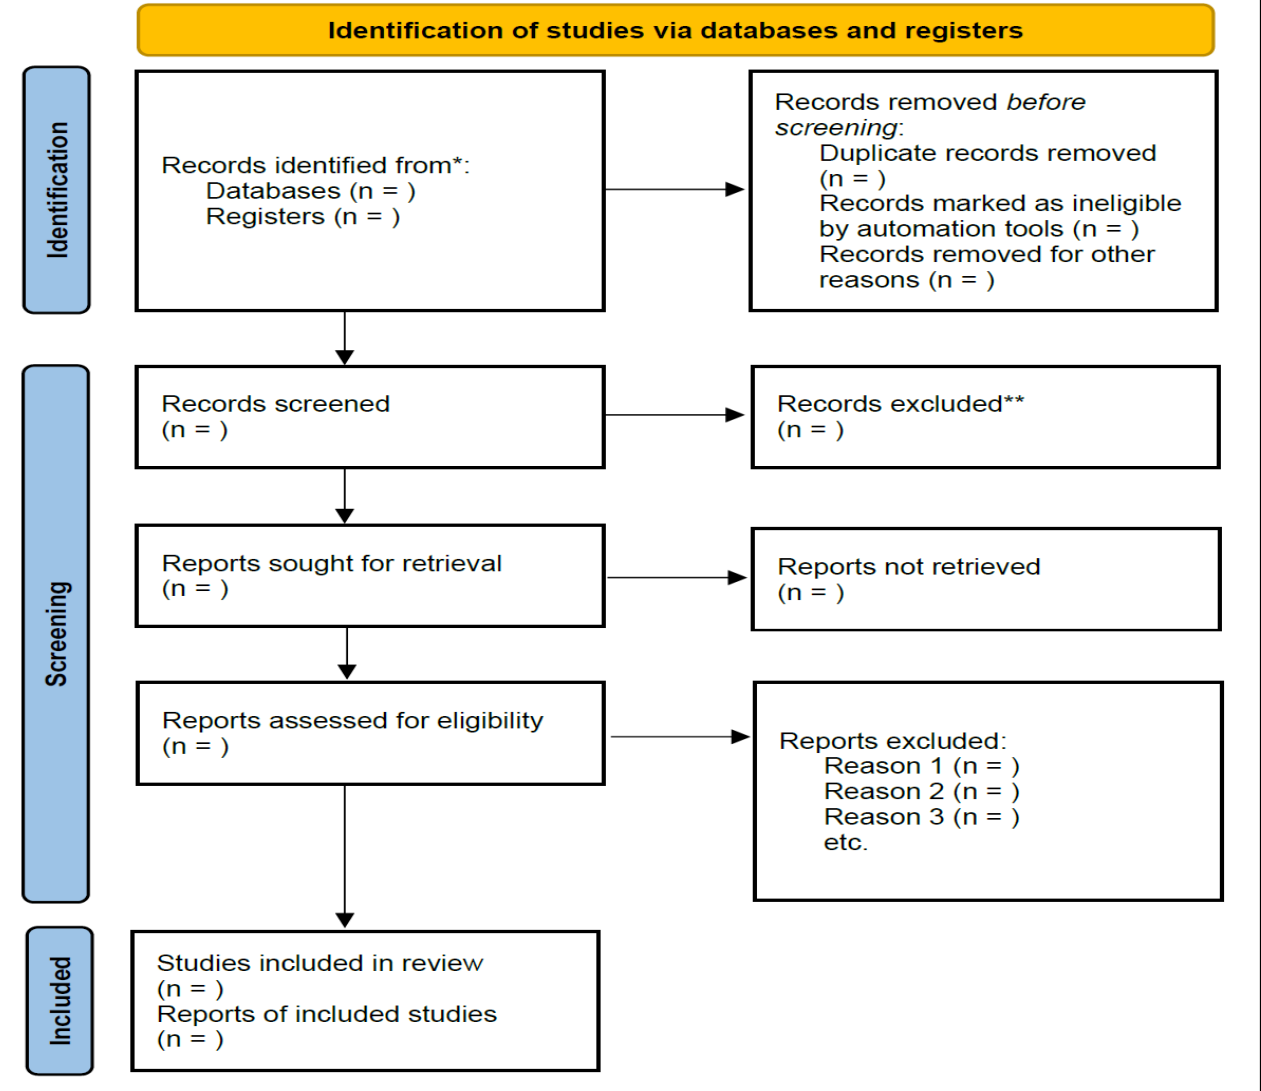 Identification of studies via databases and registers
Identification
Records identified from*:
Databases (n = )
Registers (n = )
Records removed before
screening:
Duplicate records removed
(n = )
Records marked as ineligible
by automation tools (n = )
Records removed for other
reasons (n = )
Screening
Records screened
(n = )
Records excluded**
(n = )
Reports sought for retrieval
(n = )
Reports not retrieved
(n = )
Reports assessed for eligibility
(n = )
Reports excluded:
Reason 1 (n = )
Reason 2 (n = )
Reason 3 (n = )
etc.
Included
Studies included in review
(n = )
Reports of included studies
(n = )